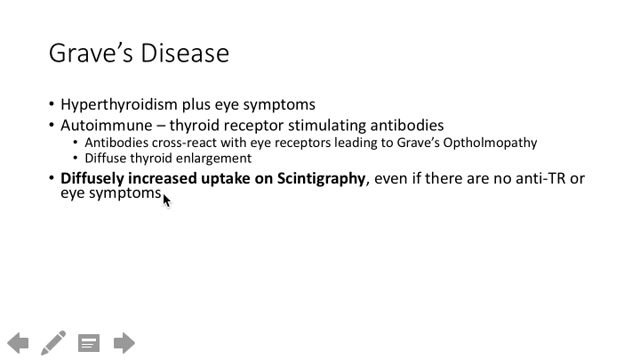 Grave’s Disease
• Hyperthyroidism plus eye symptoms
• Autoimmune – thyroid receptor stimulating antibodies
• Antibodies cross-react with eye receptors leading to Grave’s Optholmopathy
• Diffuse thyroid enlargement
• Diffusely increased uptake on Scintigraphy, even if there are no anti-TR or
eye symptoms